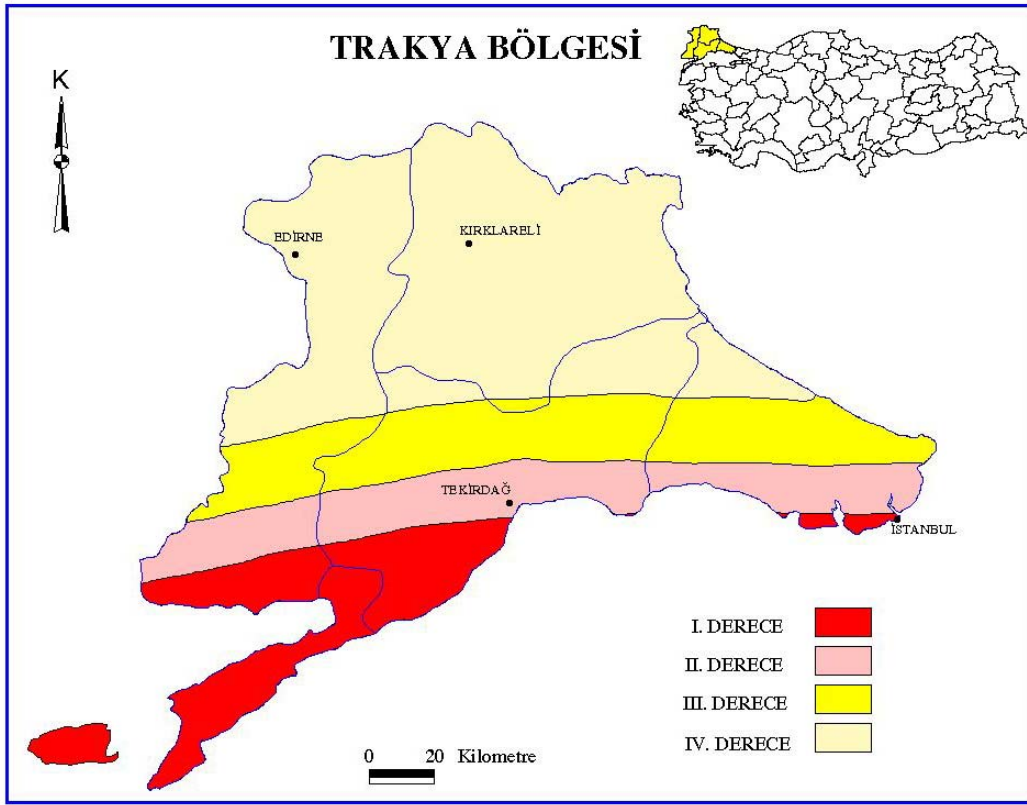 TRAKYA BÖLGESİ
K
EDİRNE
KIRKLARELİ
TEKİRDAĞ
İSTANBUL
I. DERECE
II. DERECE
III. DERECE
IV. DERECE
0 20 Kilometre